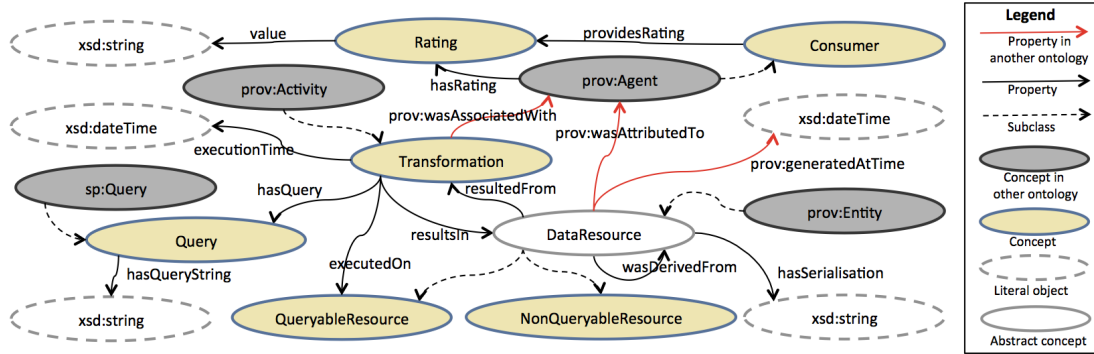 xsd:string
value
Rating
providesRating
Consumer
prov:Activity
hasRating
prov:Agent
xsd:dateTime
executionTime
prov:wasAssociatedWith
prov:wasAttributedTo
xsd:dateTime
Transformation
prov:generatedAtTime
sp:Query
hasQuery
resultedFrom
prov:Entity
Query
resultsIn
DataResource
hasQueryString
executedOn
wasDerivedFrom
hasSerialisation
xsd:string
QueryableResource
NonQueryableResource
xsd:string
Legend
Property in
another ontology
Property
Subclass
Concept in
other ontology
Concept
Literal object
Abstract concept